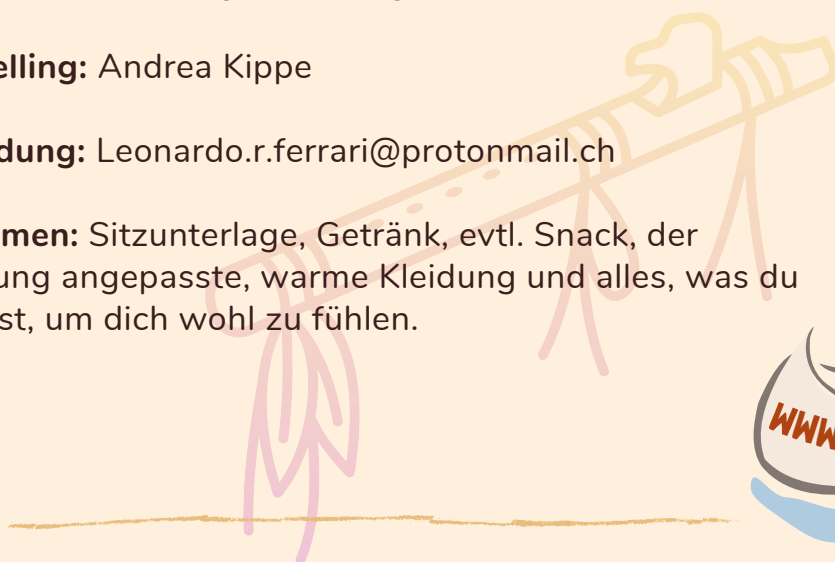 elling: Andrea Kippe
dung: Leonardo.r.ferrari@protonmail.ch
men: Sitzunterlage, Getränk, evtl. Snack, der
ung angepasste, warme Kleidung und alles, was du
st, um dich wohl zu fühlen.
WWW